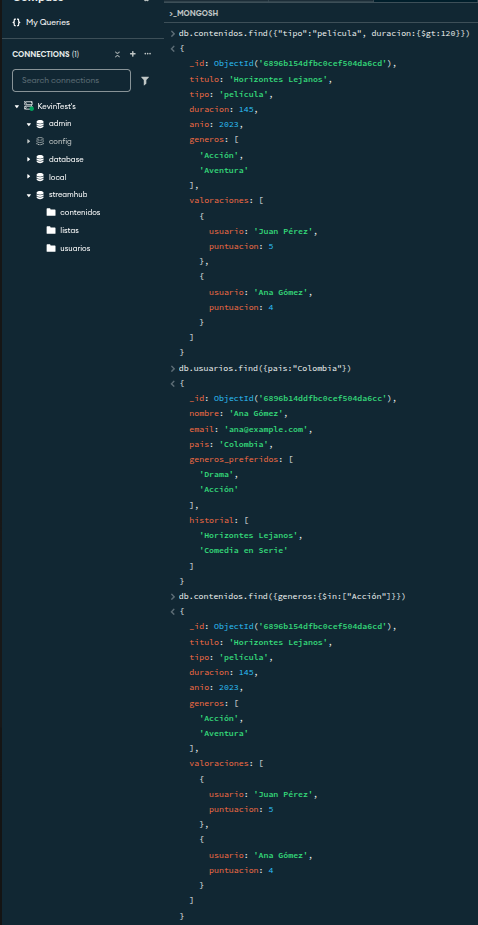 My Queries
CONNECTIONS (1)
Search connections
KevinTest's
admin
config
database
local
streamhub
contenidos
listas
usuarios
>_MONGOSH
> db.contenidos.find({"tipo":"película", duracion:{$gt:120}})
< {
_id: ObjectId('6896b154dfbc0cef504da6cd'),
titulo: 'Horizontes Lejanos',
tipo: 'película',
duracion: 145,
anio: 2023,
generos: [
'Acción',
'Aventura'
],
valoraciones: [
{
usuario: 'Juan Pérez',
puntuacion: 5
},
{
usuario: 'Ana Gómez',
puntuacion: 4
}
]
}
> db.usuarios.find({pais:"Colombia"})
< {
_id: ObjectId('6896b14ddfbc0cef504da6cc'),
nombre: 'Ana Gómez',
email: 'ana@example.com',
pais: 'Colombia',
generos_preferidos: [
'Drama',
'Acción'
],
historial: [
'Horizontes Lejanos',
'Comedia en Serie'
]
}
> db.contenidos.find({generos:{$in:["Acción"]}})
< {
_id: ObjectId('6896b154dfbc0cef504da6cd'),
titulo: 'Horizontes Lejanos',
tipo: 'película',
duracion: 145,
anio: 2023,
generos: [
'Acción',
'Aventura'
],
valoraciones: [
{
usuario: 'Juan Pérez',
puntuacion: 5
},
{
usuario: 'Ana Gómez',
puntuacion: 4
}
]
}